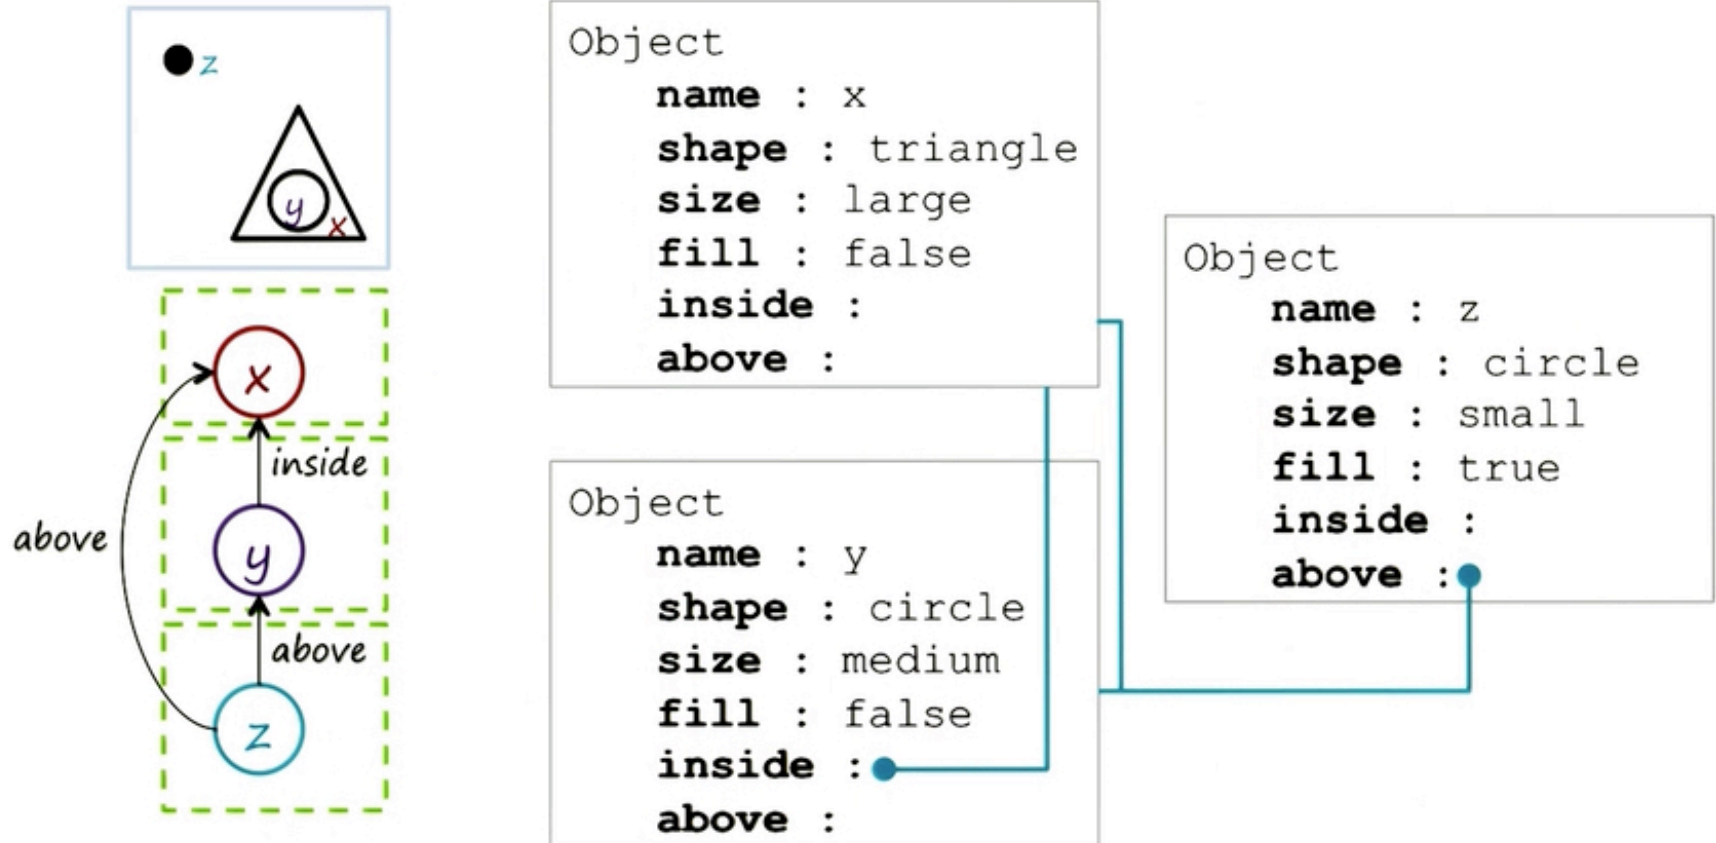 z
y
x
x
inside
above
y
above
z
Object
name : x
shape : triangle
size : large
fill : false
inside :
above :
Object
name : y
shape : circle
size : medium
fill : false
inside :
above :
Object
name : z
shape : circle
size : small
fill : true
inside :
above :